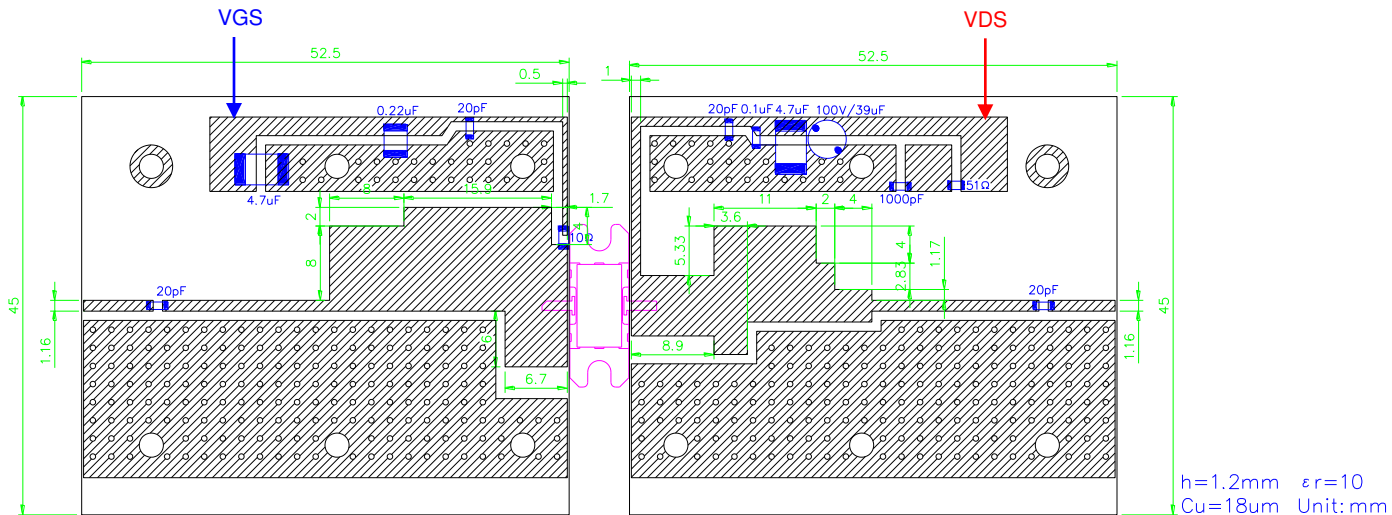 VGS
VDS
52.5
52.5
0.5
1
0.22uF
20pF
20pF
0.1uF
4.7uF
100V/39uF
4.7uF
8
15.9
1.7
2
4
10Ω
8
11
2
4
3.6
5.33
4
2.83
1.17
1000pF
51Ω
45
45
20pF
20pF
1.16
1.16
6
6.7
8.9
h=1.2mm εr=10
Cu=18um Unit:mm